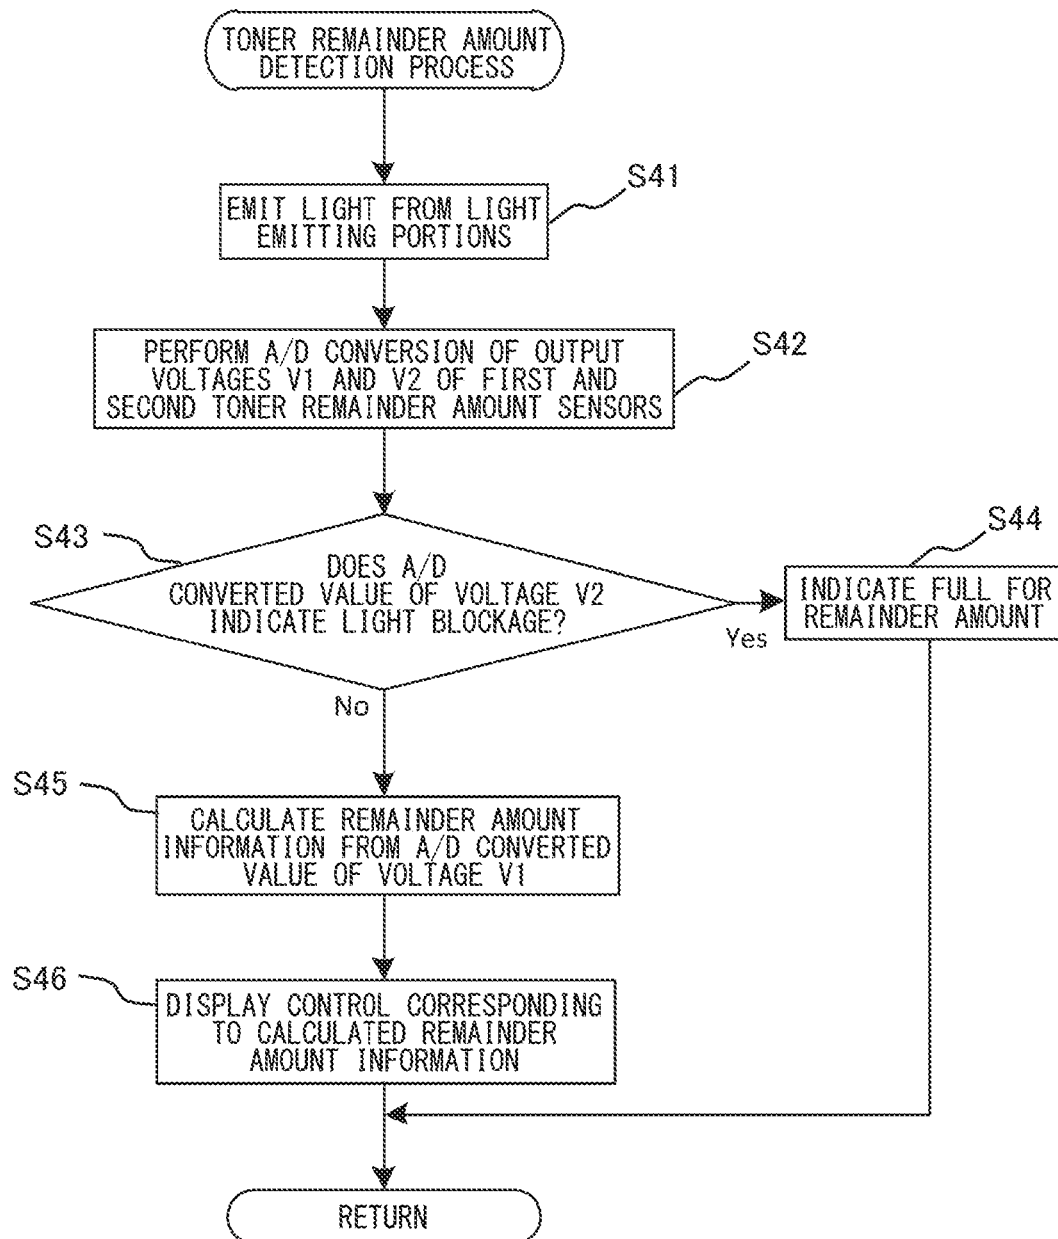 TONER REMAINDER AMOUNT
DETECTION PROCESS
S41
EMIT LIGHT FROM LIGHT
EMITTING PORTIONS
S42
PERFORM A/D CONVERSION OF OUTPUT
VOLTAGES V1 AND V2 OF FIRST AND
SECOND TONER REMAINDER AMOUNT SENSORS
S43
DOES A/D
CONVERTED VALUE OF VOLTAGE V2
INDICATE LIGHT BLOCKAGE?
Yes
S44
INDICATE FULL FOR
REMAINDER AMOUNT
No
S45
CALCULATE REMAINDER AMOUNT
INFORMATION FROM A/D CONVERTED
VALUE OF VOLTAGE V1
S46
DISPLAY CONTROL CORRESPONDING
TO CALCULATED REMAINDER
AMOUNT INFORMATION
RETURN